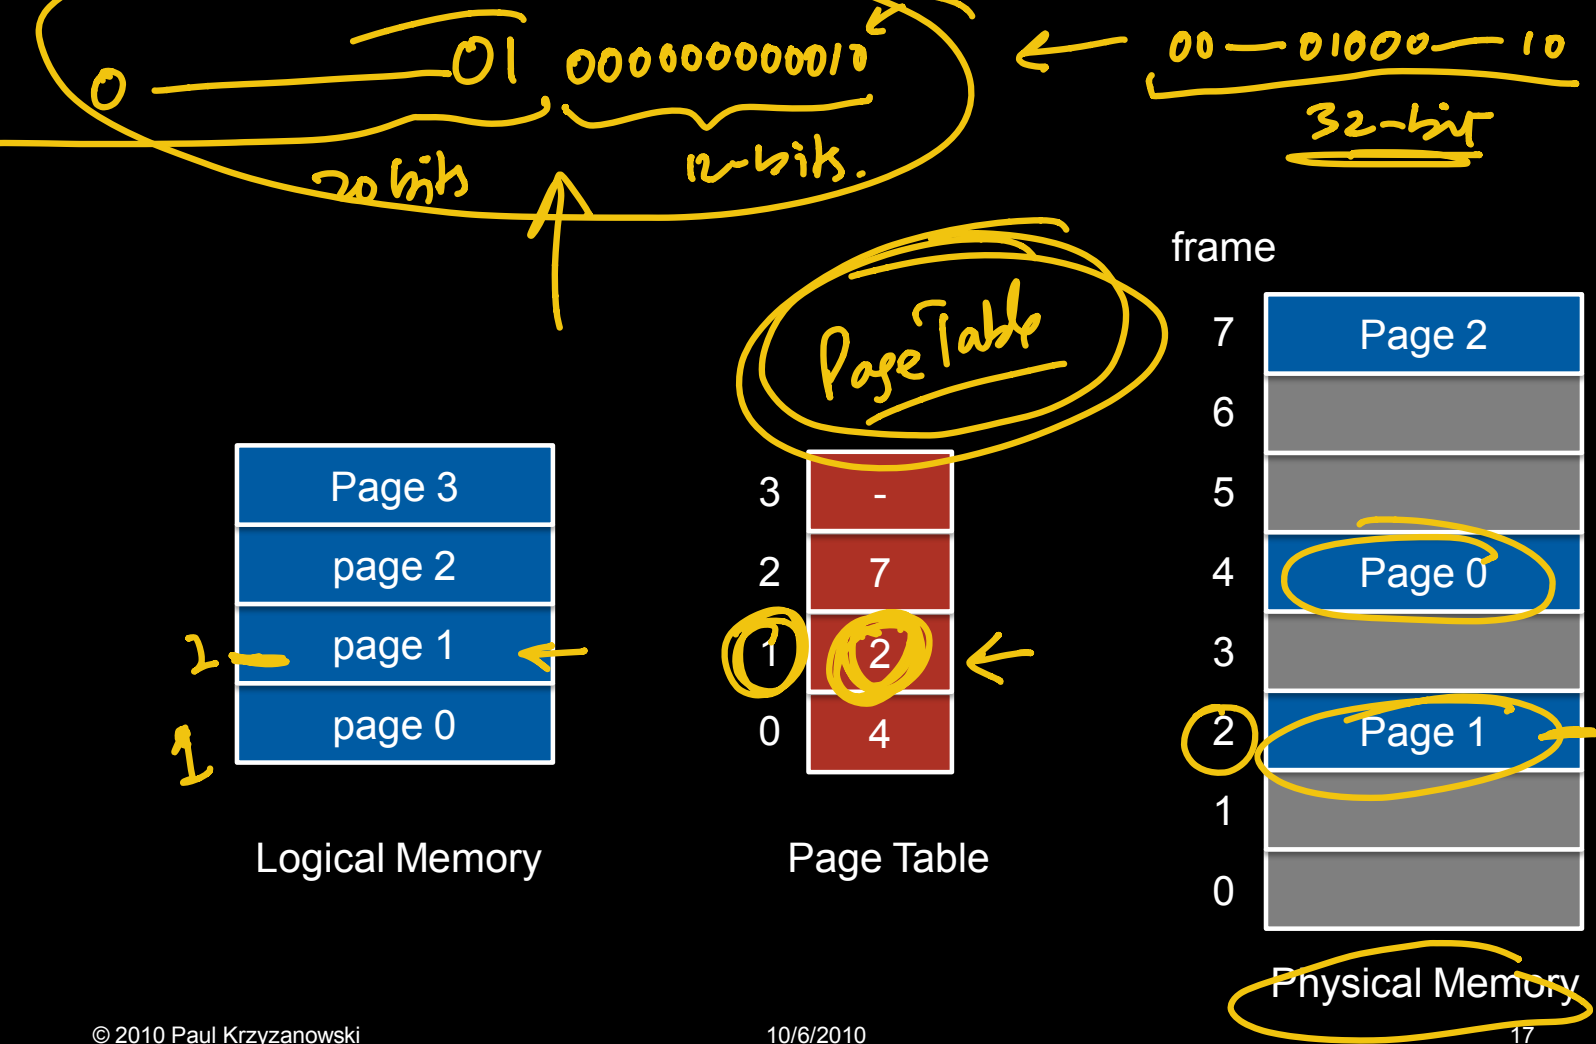 0 01 000000000010 ← 00 — 01000 — 10
20 bits 12-bits. 32-bit
frame
Page Table
7 Page 2
6
5
4 Page 0
3
2 Page 1
1
0
Page 3
page 2
2 page 1
1 page 0
3 -
2 7
1 2
0 4
Logical Memory
Page Table
Physical Memory
© 2010 Paul Krzyzanowski 10/6/2010 17